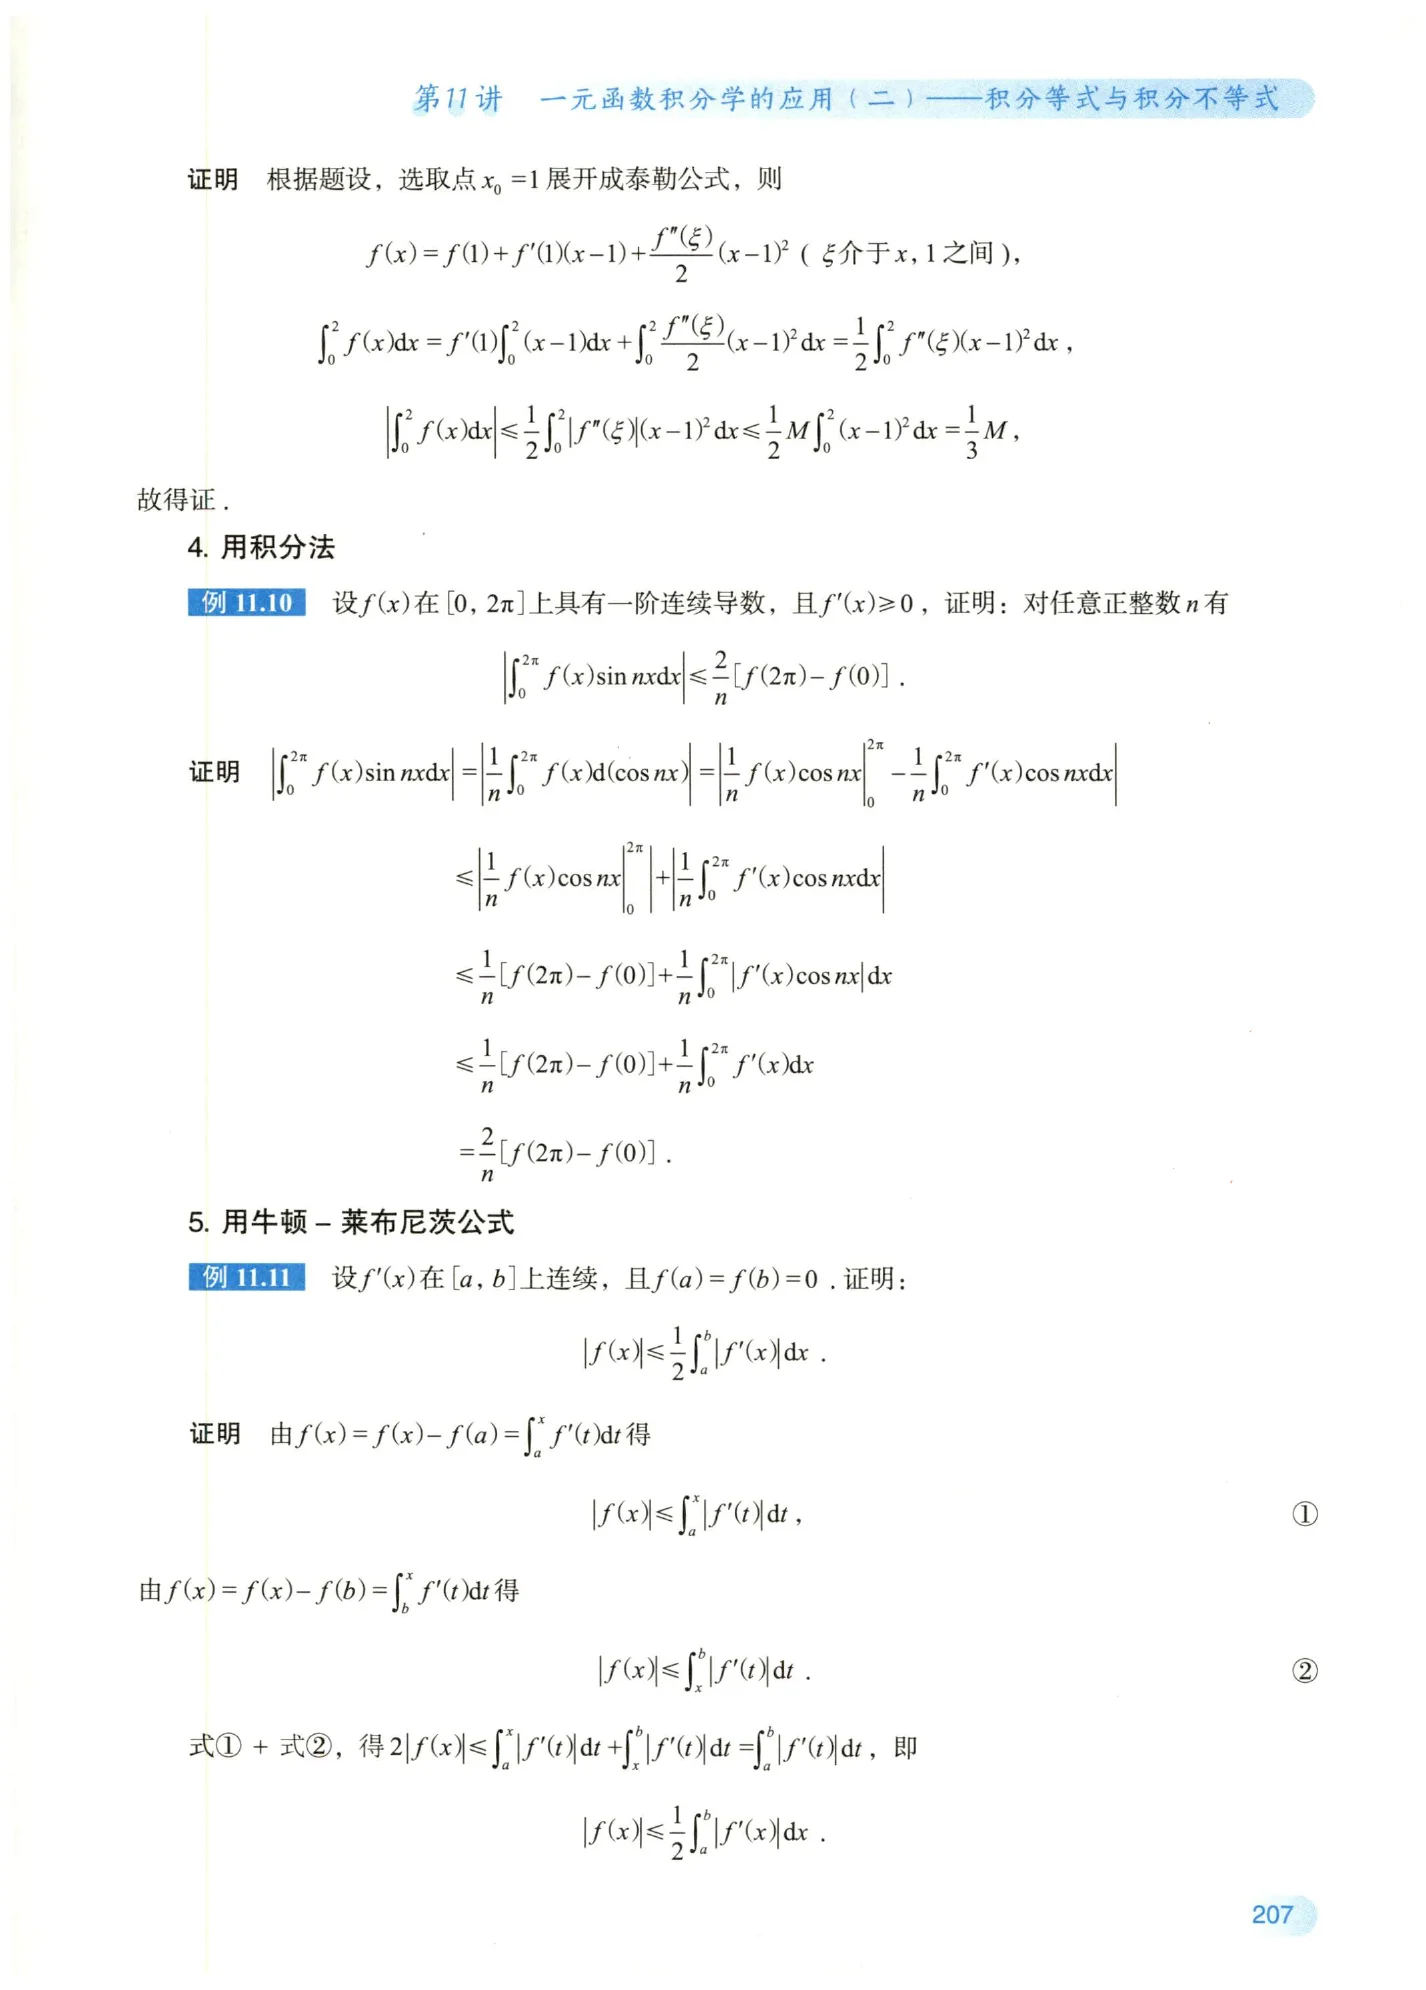 第11讲 一元函数积分学的应用(二)——积分等式与积分不等式
证明 根据题设，选取点 $x_0=1$ 展开成泰勒公式，则
$f(x)=f(1)+f'(1)(x-1)+\frac{f''(\xi)}{2}(x-1)^2$ ( $\xi$介于$x,1$之间 ),
$\int_0^2 f(x)dx=f'(1)\int_0^2(x-1)dx+\int_0^2\frac{f''(\xi)}{2}(x-1)^2dx=\frac{1}{2}\int_0^2 f''(\xi)(x-1)^2dx$ ,
$\left|\int_0^2 f(x)dx\right|\leqslant\frac{1}{2}\int_0^2|f''(\xi)|(x-1)^2dx\leqslant\frac{1}{2}M\int_0^2(x-1)^2dx=\frac{1}{3}M$ ,
故得证 .
4. 用积分法
例 11.10 设$f(x)$在$[0,2\pi]$上具有一阶连续导数，且$f'(x)\geqslant 0$，证明：对任意正整数$n$有
$\left|\int_0^{2\pi}f(x)\sin nxdx\right|\leqslant\frac{2}{n}[f(2\pi)-f(0)]$ .
证明 $\left|\int_0^{2\pi}f(x)\sin nxdx\right|=\left|\frac{1}{n}\int_0^{2\pi}f(x)d(\cos nx)\right|=\left|\frac{1}{n}f(x)\cos nx\Big|_0^{2\pi}-\frac{1}{n}\int_0^{2\pi}f'(x)\cos nxdx\right|$
$\leqslant\left|\frac{1}{n}f(x)\cos nx\Big|_0^{2\pi}\right|+\left|\frac{1}{n}\int_0^{2\pi}f'(x)\cos nxdx\right|$
$\leqslant\frac{1}{n}[f(2\pi)-f(0)]+\frac{1}{n}\int_0^{2\pi}|f'(x)\cos nx|dx$
$\leqslant\frac{1}{n}[f(2\pi)-f(0)]+\frac{1}{n}\int_0^{2\pi}f'(x)dx$
$=\frac{2}{n}[f(2\pi)-f(0)]$ .
5. 用牛顿－莱布尼茨公式
例 11.11 设$f'(x)$在$[a,b]$上连续，且$f(a)=f(b)=0$ .证明：
$|f(x)|\leqslant\frac{1}{2}\int_a^b|f'(x)|dx$ .
证明 由$f(x)=f(x)-f(a)=\int_a^x f'(t)dt$得
$|f(x)|\leqslant\int_a^x|f'(t)|dt$ , ①
由$f(x)=f(x)-f(b)=\int_b^x f'(t)dt$得
$|f(x)|\leqslant\int_x^b|f'(t)|dt$ . ②
式① + 式②，得$2|f(x)|\leqslant\int_a^x|f'(t)|dt+\int_x^b|f'(t)|dt=\int_a^b|f'(t)|dt$，即
$|f(x)|\leqslant\frac{1}{2}\int_a^b|f'(x)|dx$ .
207